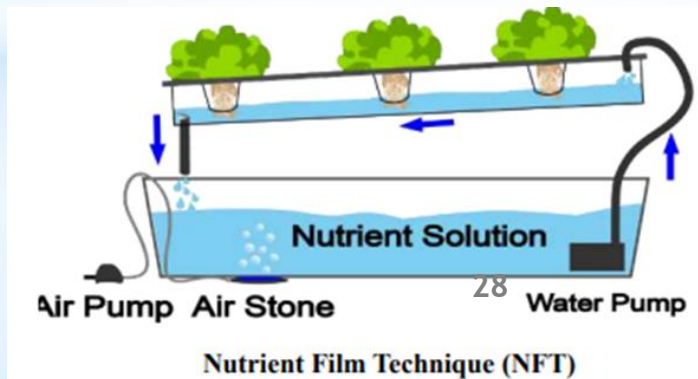 Nutrient Solution
28
Air Pump Air Stone
Water Pump
Nutrient Film Technique (NFT)